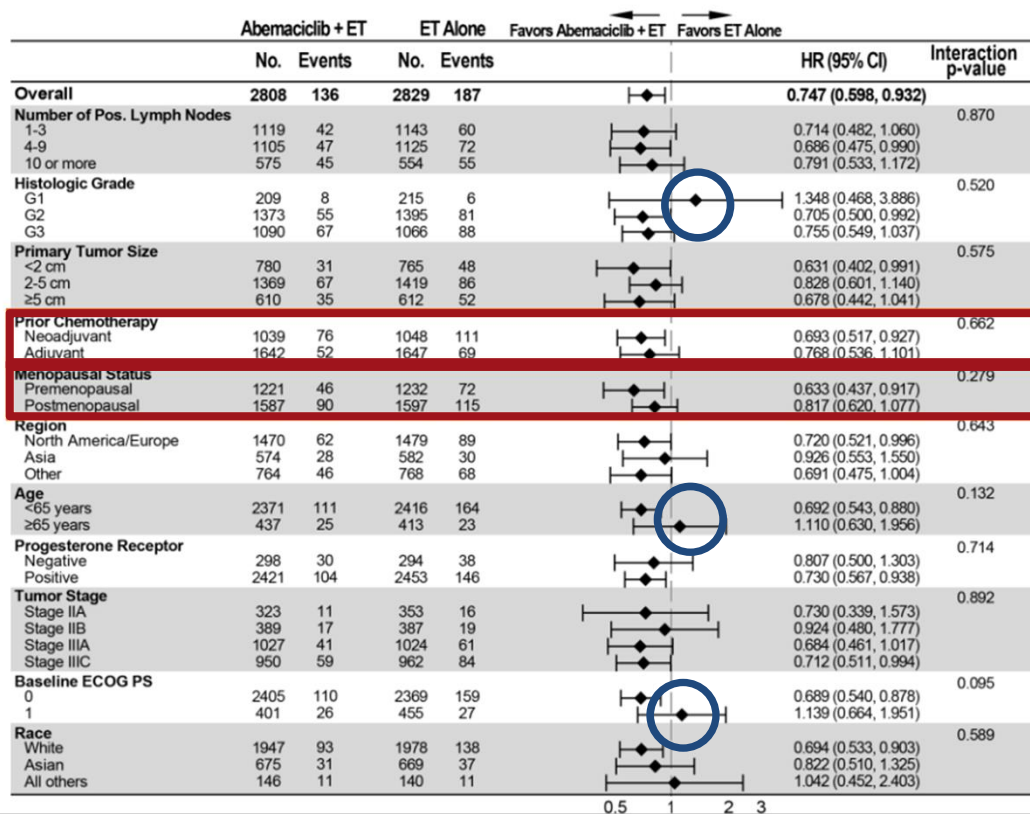 Abemaciclib + ET ET Alone Favors Abemaciclib + ET Favors ET Alone
No. Events No. Events HR (95% CI) Interaction p-value
Overall 2808 136 2829 187 0.747 (0.598, 0.932)
Number of Pos. Lymph Nodes 0.870
1-3 1119 42 1143 60 0.714 (0.482, 1.060)
4-9 1105 47 1125 72 0.686 (0.475, 0.990)
10 or more 575 45 554 55 0.791 (0.533, 1.172)
Histologic Grade 0.520
G1 209 8 215 6 1.348 (0.468, 3.886)
G2 1373 55 1395 81 0.705 (0.500, 0.992)
G3 1090 67 1066 88 0.755 (0.549, 1.037)
Primary Tumor Size 0.575
<2 cm 780 31 765 48 0.631 (0.402, 0.991)
2-5 cm 1369 67 1419 86 0.828 (0.601, 1.140)
≥5 cm 610 35 612 52 0.678 (0.442, 1.041)
Prior Chemotherapy 0.662
Neoadjuvant 1039 76 1048 111 0.693 (0.517, 0.927)
Adjuvant 1642 52 1647 69 0.768 (0.536, 1.101)
Menopausal Status 0.279
Premenopausal 1221 46 1232 72 0.633 (0.437, 0.917)
Postmenopausal 1587 90 1597 115 0.817 (0.620, 1.077)
Region 0.643
North America/Europe 1470 62 1479 89 0.720 (0.521, 0.996)
Asia 574 28 582 30 0.926 (0.553, 1.550)
Other 764 46 768 68 0.691 (0.475, 1.004)
Age 0.132
<65 years 2371 111 2416 164 0.692 (0.543, 0.880)
≥65 years 437 25 413 23 1.110 (0.630, 1.956)
Progesterone Receptor 0.714
Negative 298 30 294 38 0.807 (0.500, 1.303)
Positive 2421 104 2453 146 0.730 (0.567, 0.938)
Tumor Stage 0.892
Stage IIA 323 11 353 16 0.730 (0.339, 1.573)
Stage IIB 389 17 387 19 0.924 (0.480, 1.777)
Stage IIIA 1027 41 1024 61 0.684 (0.461, 1.017)
Stage IIIC 950 59 962 84 0.712 (0.511, 0.994)
Baseline ECOG PS 0.095
0 2405 110 2369 159 0.689 (0.540, 0.878)
1 401 26 455 27 1.139 (0.664, 1.951)
Race 0.589
White 1947 93 1978 138 0.694 (0.533, 0.903)
Asian 675 31 669 37 0.822 (0.510, 1.325)
All others 146 11 140 11 1.042 (0.452, 2.403)
0.5 1 2 3